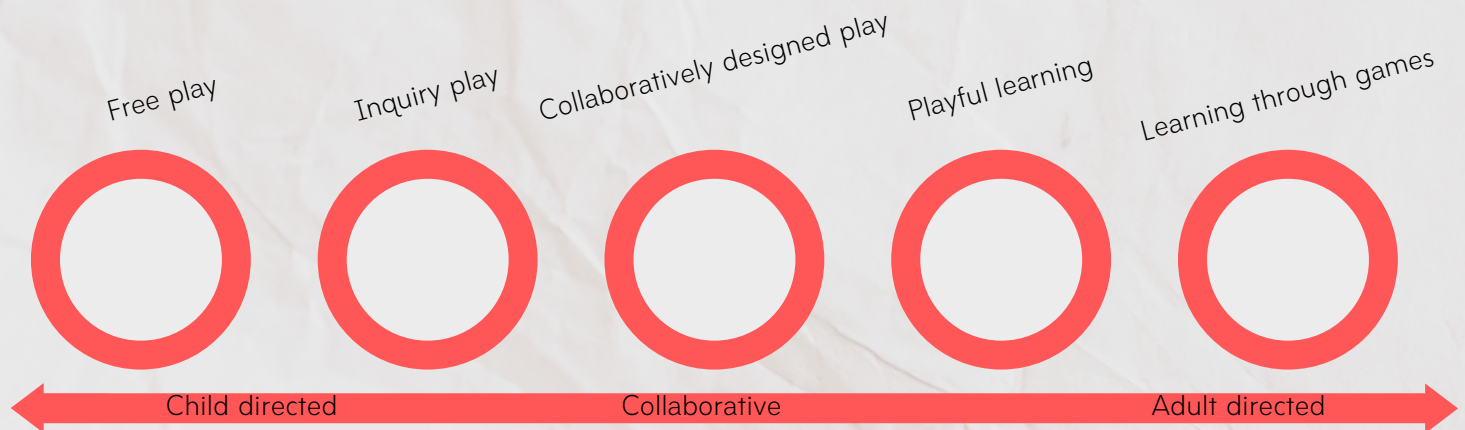 Free play
Inquiry play
Collaboratively designed play
Playful learning
Learning through games
Child directed
Collaborative
Adult directed